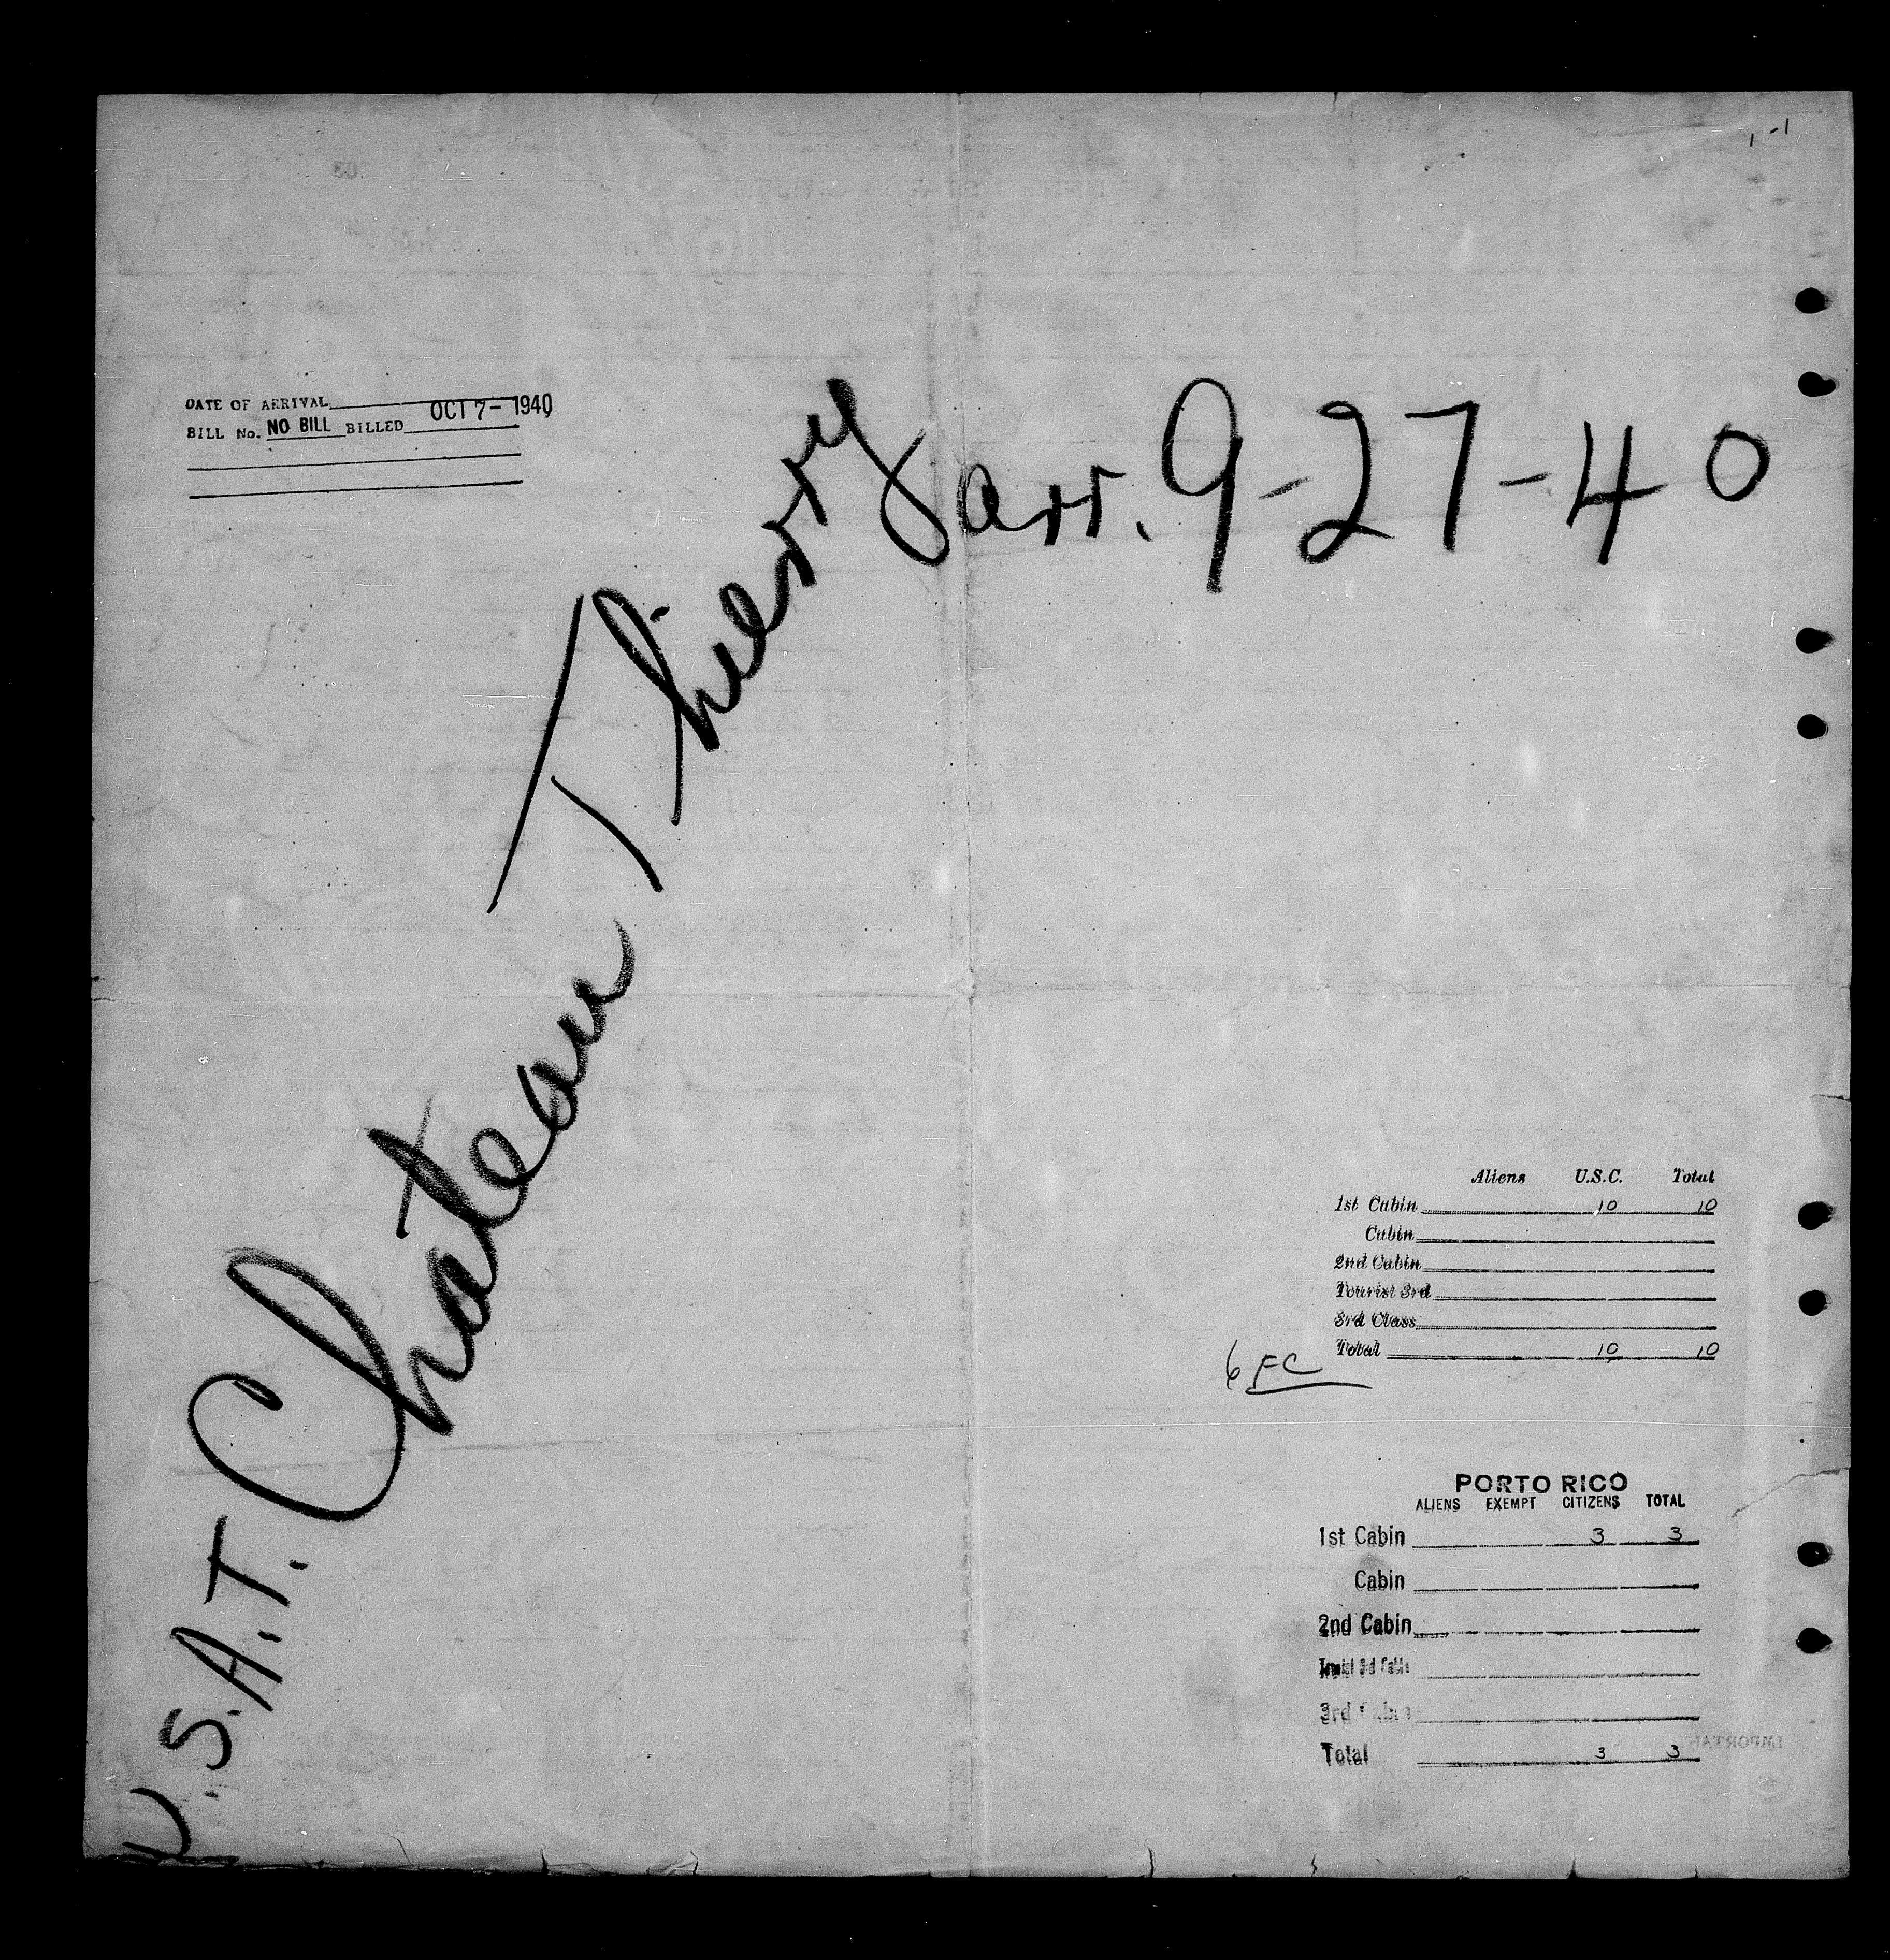 DATE OF ARRIVAL
BILL No. NO BILL BILLED OCT 7 - 1940
U.S.A.T. Chateau Thierry arr. 9-27-40
Aliens U.S.C. Total
1st Cabin 10 10
Cabin
2nd Cabin
Tourist 3rd
3rd Class
Total 10 10
6 FC
PORTO RICO
ALIENS EXEMPT CITIZENS TOTAL
1st Cabin 3 3
Cabin
2nd Cabin
3rd Cabin
Total 3 3